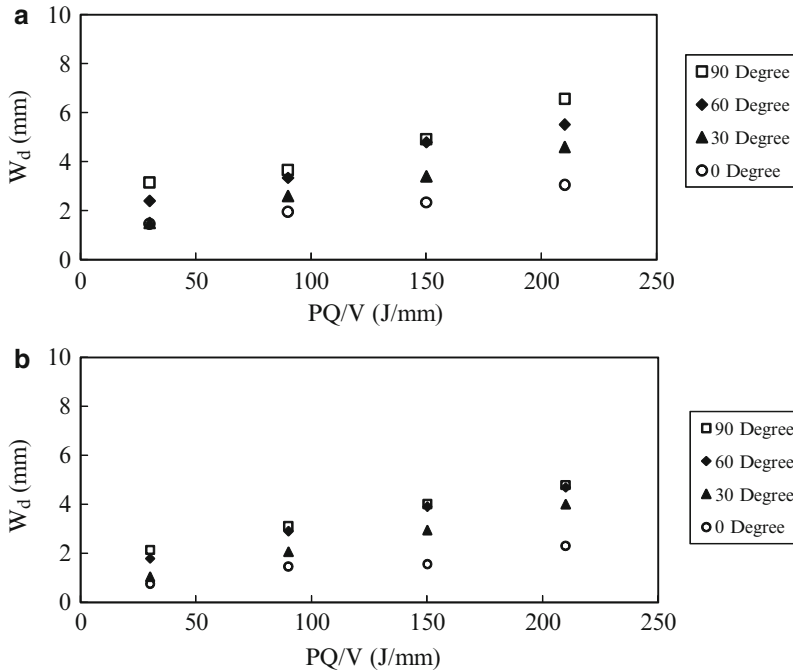 a
10
8
6
4
2
0
W_d (mm)
0 50 100 150 200 250
PQ/V (J/mm)
90 Degree
60 Degree
30 Degree
0 Degree
b
10
8
6
4
2
0
W_d (mm)
0 50 100 150 200 250
PQ/V (J/mm)
90 Degree
60 Degree
30 Degree
0 Degree